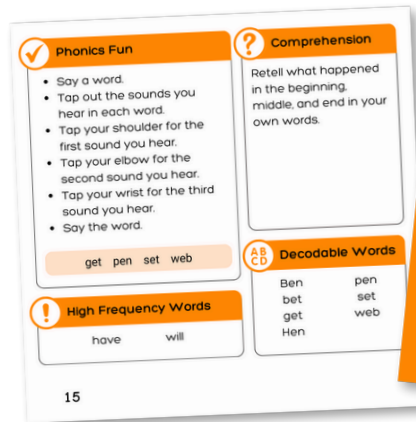 Phonics Fun
• Say a word.
• Tap out the sounds you
hear in each word.
• Tap your shoulder for the
first sound you hear.
• Tap your elbow for the
second sound you hear.
• Tap your wrist for the third
sound you hear.
• Say the word.
get pen set web
! High Frequency Words
have will
? Comprehension
Retell what happened
in the beginning,
middle, and end in your
own words.
AB
CD
Decodable Words
Ben pen
bet set
get web
Hen
15